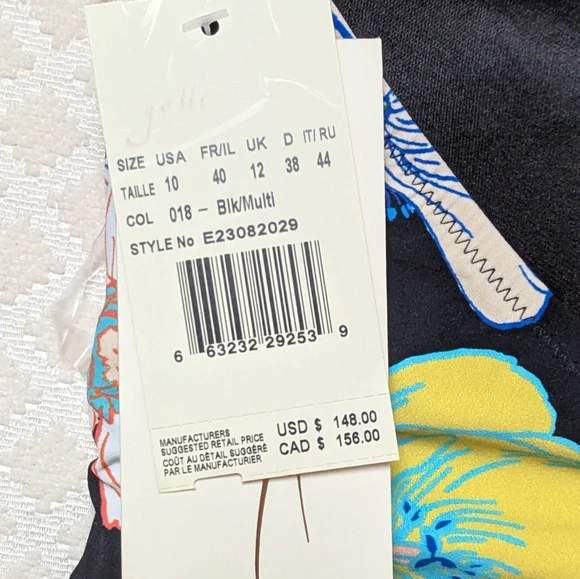 SIZE USA FR/IL UK D IT/RU
TAILLE 10 40 12 38 44
COL 018 - Blk/Multi
STYLE No E23082029
6 63232 29253 9
MANUFACTURERS SUGGESTED RETAIL PRICE
COÛT AU DÉTAIL SUGGÉRÉ PAR LE MANUFACTURIER
USD $ 148.00
CAD $ 156.00